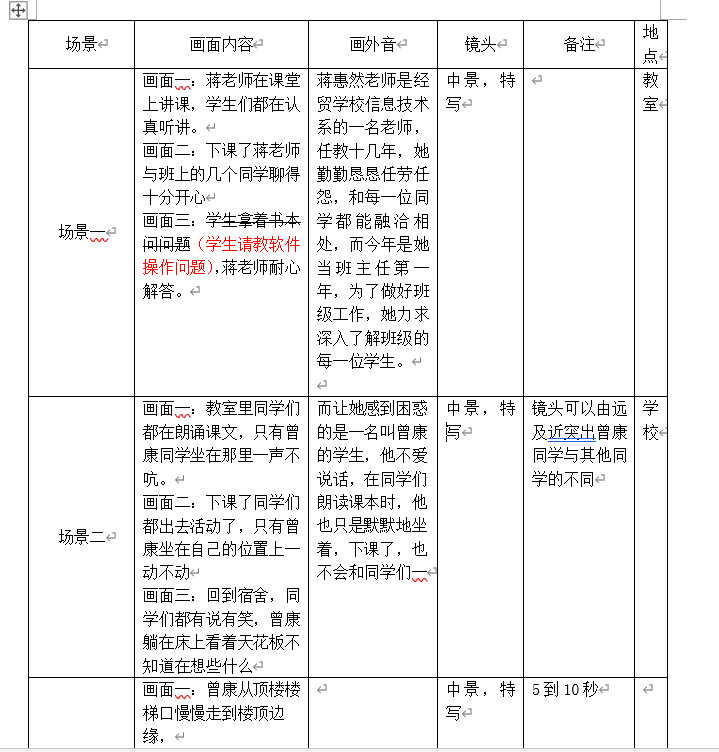 场景
画面内容
画外音
镜头
备注
地
点
场景一
画面一：蒋老师在课堂
上讲课，学生们都在认
真听讲。
画面二：下课了蒋老师
与班上的几个同学聊得
十分开心
画面三：学生拿着书本
问问题（学生请教软件
操作问题）,蒋老师耐心
解答。
蒋惠然老师是经
贸学校信息技术
系的一名老师，
任教十几年，她
勤勤恳恳任劳任
怨，和每一位同
学都能融洽相
处，而今年是她
当班主任第一
年，为了做好班
级工作，她力求
深入了解班级的
每一位学生。
中景，特
写
教
室
场景二
画面一：教室里同学们
都在朗诵课文，只有曾
康同学坐在那里一声不
吭。
画面二：下课了同学们
都出去活动了，只有曾
康坐在自己的位置上一
动不动
画面三：回到宿舍，同
学们都有说有笑，曾康
躺在床上看着天花板不
知道在想些什么
而让她感到困惑
的是一名叫曾康
的学生，他不爱
说话，在同学们
朗读课本时，他
也只是默默地坐
着，下课了，也
不会和同学们一
中景，特
写
镜头可以由远
及近突出曾康
同学与其他同
学的不同
学
校
画面一：曾康从顶楼楼
梯口慢慢走到楼顶边
缘，
中景，特
写
5到10秒